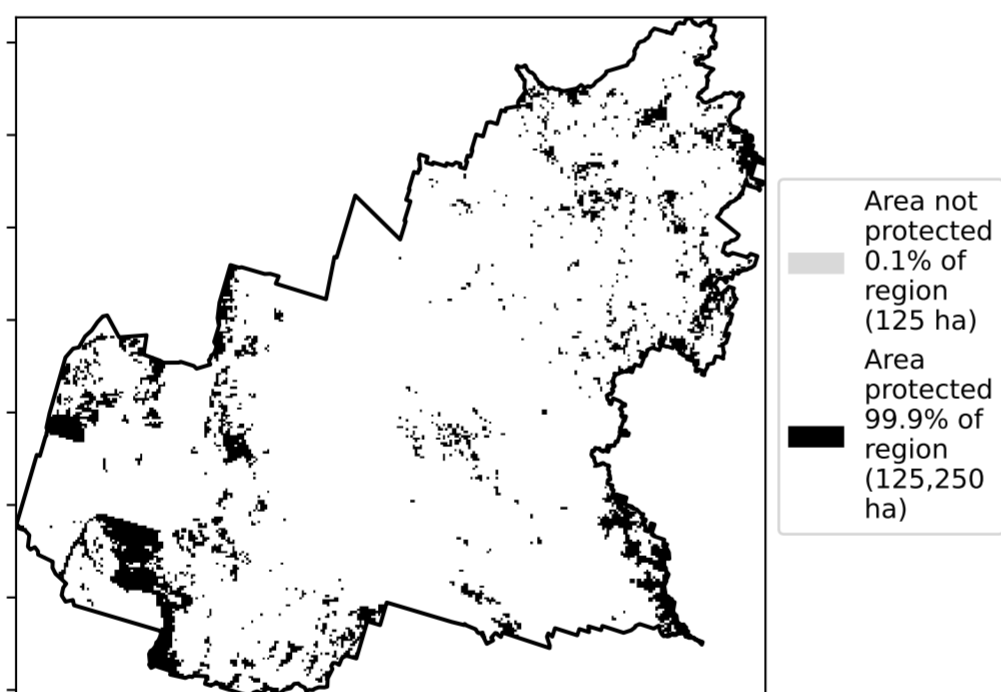 Area not
protected
0.1% of
region
(125 ha)
Area
protected
99.9% of
region
(125,250
ha)